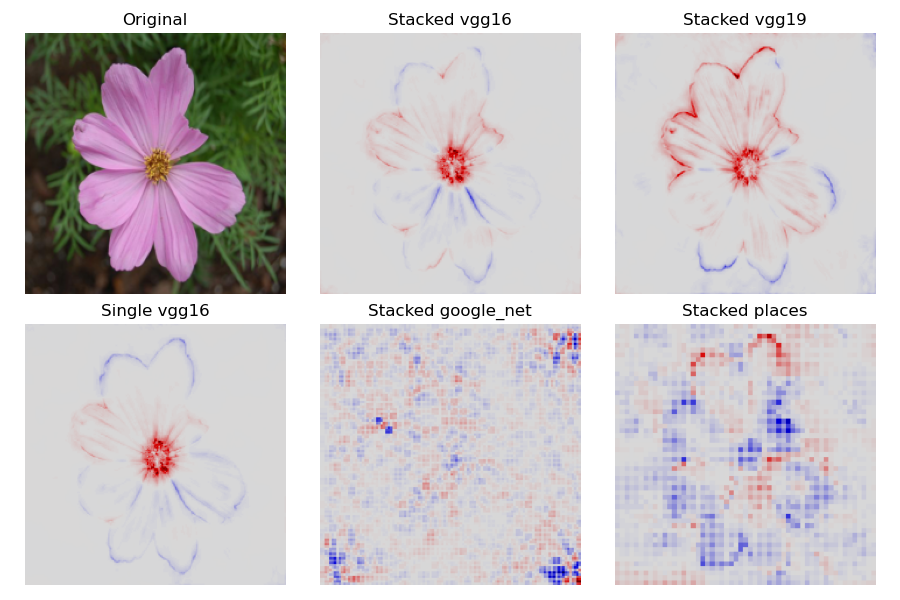 Original
Stacked vgg16
Stacked vgg19
Single vgg16
Stacked google_net
Stacked places